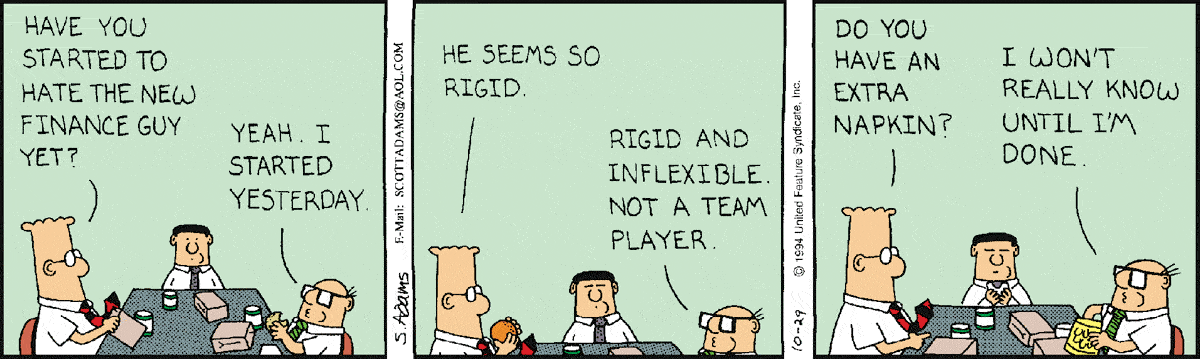 HAVE YOU
STARTED TO
HATE THE NEW
FINANCE GUY
YET?
YEAH. I
STARTED
YESTERDAY.
S. ADAMS
E-Mail: SCOTTADAMS@AOL.COM
HE SEEMS SO
RIGID.
RIGID AND
INFLEXIBLE.
NOT A TEAM
PLAYER.
10-29
© 1994 United Feature Syndicate, Inc.
DO YOU
HAVE AN
EXTRA
NAPKIN?
I WON'T
REALLY KNOW
UNTIL I'M
DONE.